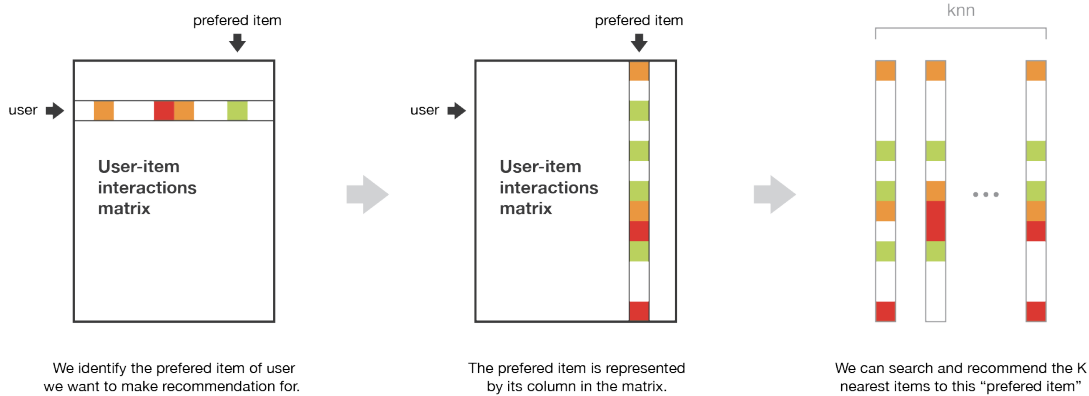 prefered item
user
User-item
interactions
matrix
We identify the prefered item of user
we want to make recommendation for.
prefered item
user
User-item
interactions
matrix
The prefered item is represented
by its column in the matrix.
knn
We can search and recommend the K
nearest items to this “prefered item”